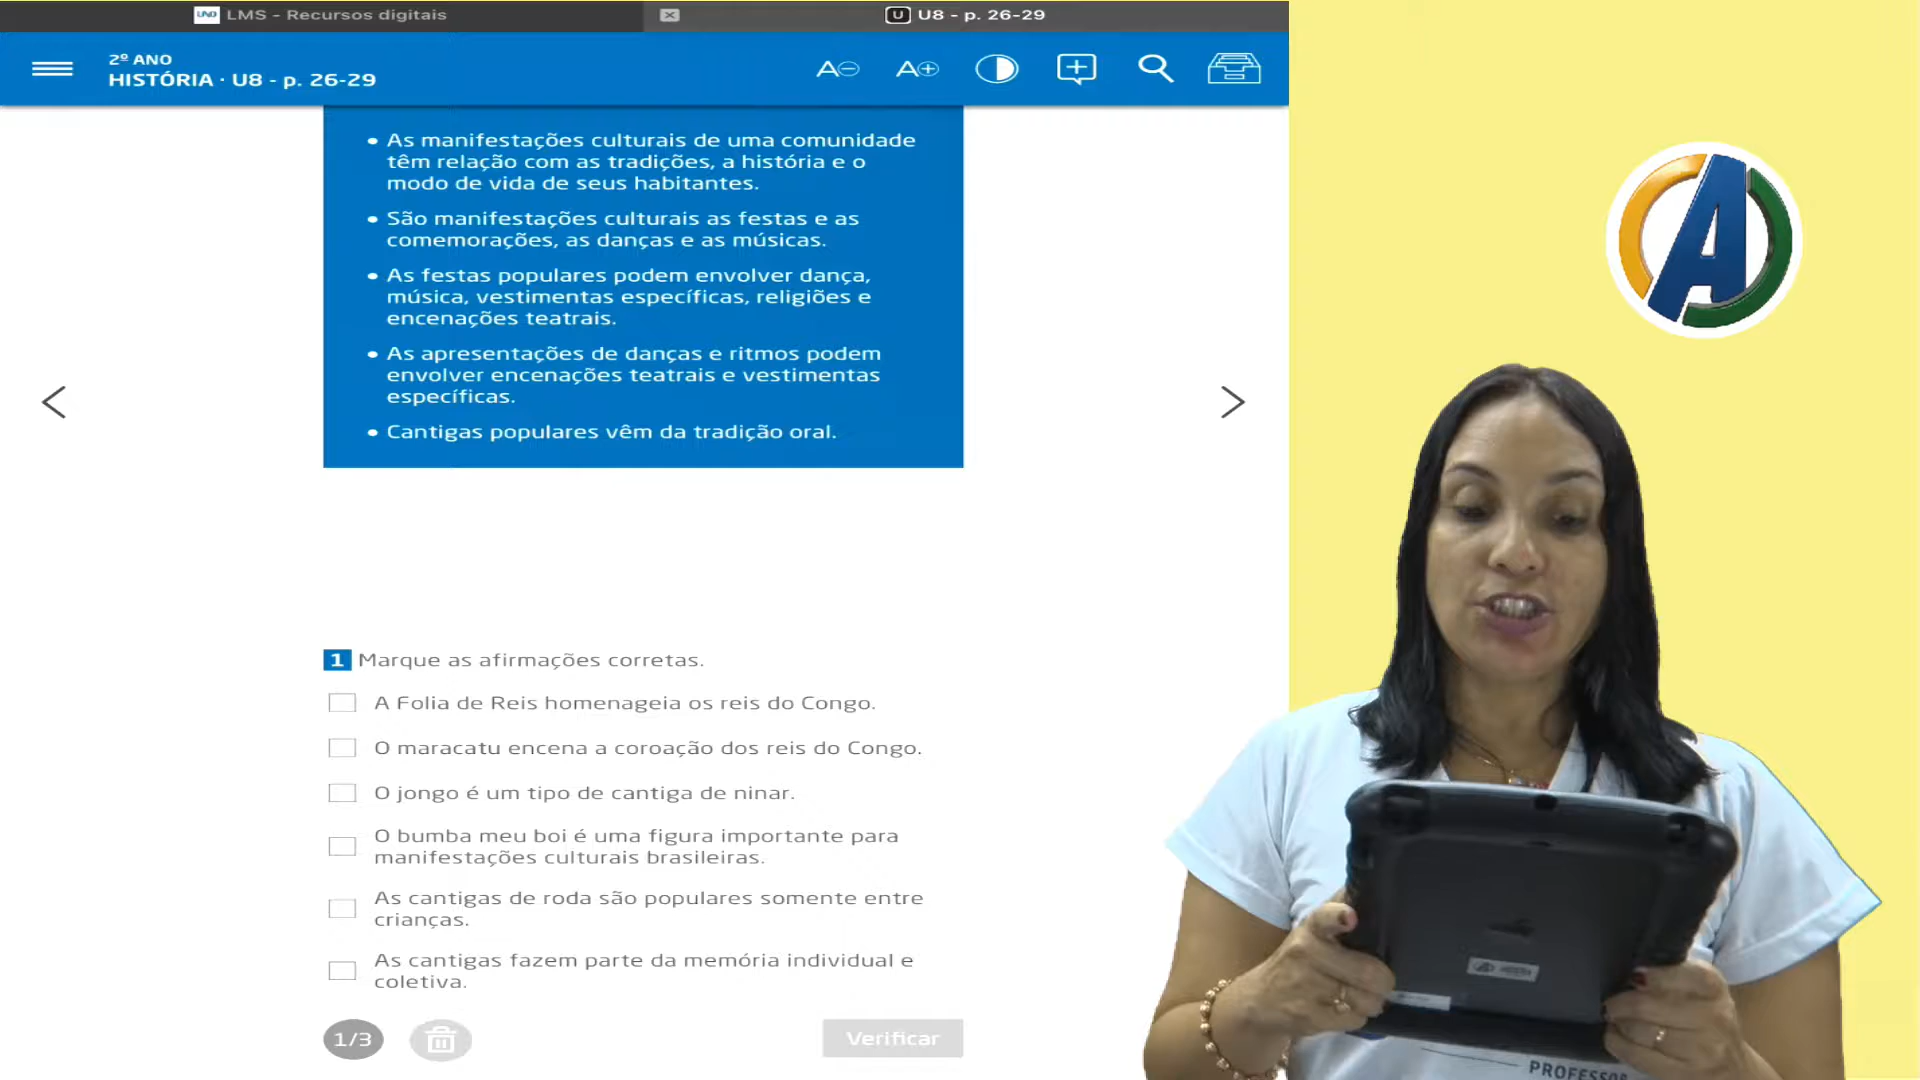 LMS - Recursos digitais
U8 - p. 26-29
2º ANO
HISTÓRIA · U8 - p. 26-29
A
A
• As manifestações culturais de uma comunidade
têm relação com as tradições, a história e o
modo de vida de seus habitantes.
• São manifestações culturais as festas e as
comemorações, as danças e as músicas.
• As festas populares podem envolver dança,
música, vestimentas específicas, religiões e
encenações teatrais.
• As apresentações de danças e ritmos podem
envolver encenações teatrais e vestimentas
específicas.
• Cantigas populares vêm da tradição oral.
1 Marque as afirmações corretas.
A Folia de Reis homenageia os reis do Congo.
O maracatu encena a coroação dos reis do Congo.
O jongo é um tipo de cantiga de ninar.
O bumba meu boi é uma figura importante para
manifestações culturais brasileiras.
As cantigas de roda são populares somente entre
crianças.
As cantigas fazem parte da memória individual e
coletiva.
1/3
Verificar
A
PROFESSOR